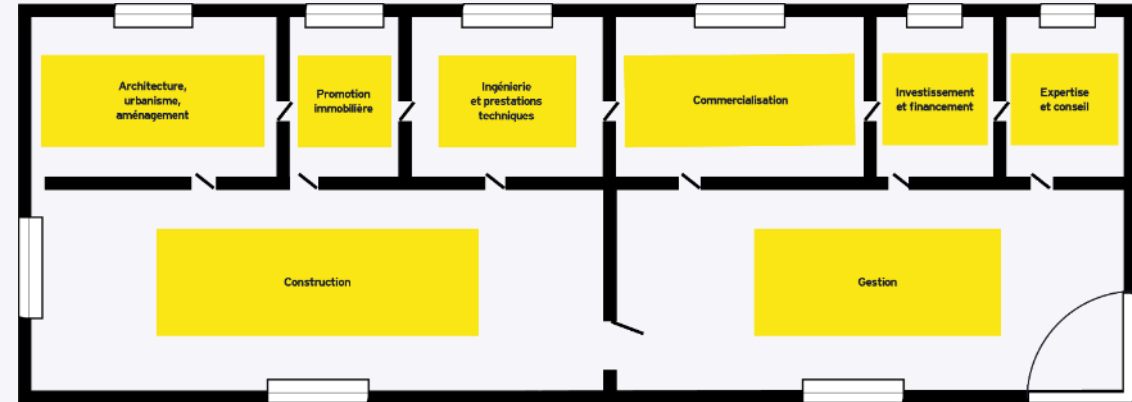 Architecture,
urbanisme,
aménagement
Promotion
immobilière
Ingénierie
et prestations
techniques
Commercialisation
Investissement
et financement
Expertise
et conseil
Construction
Gestion